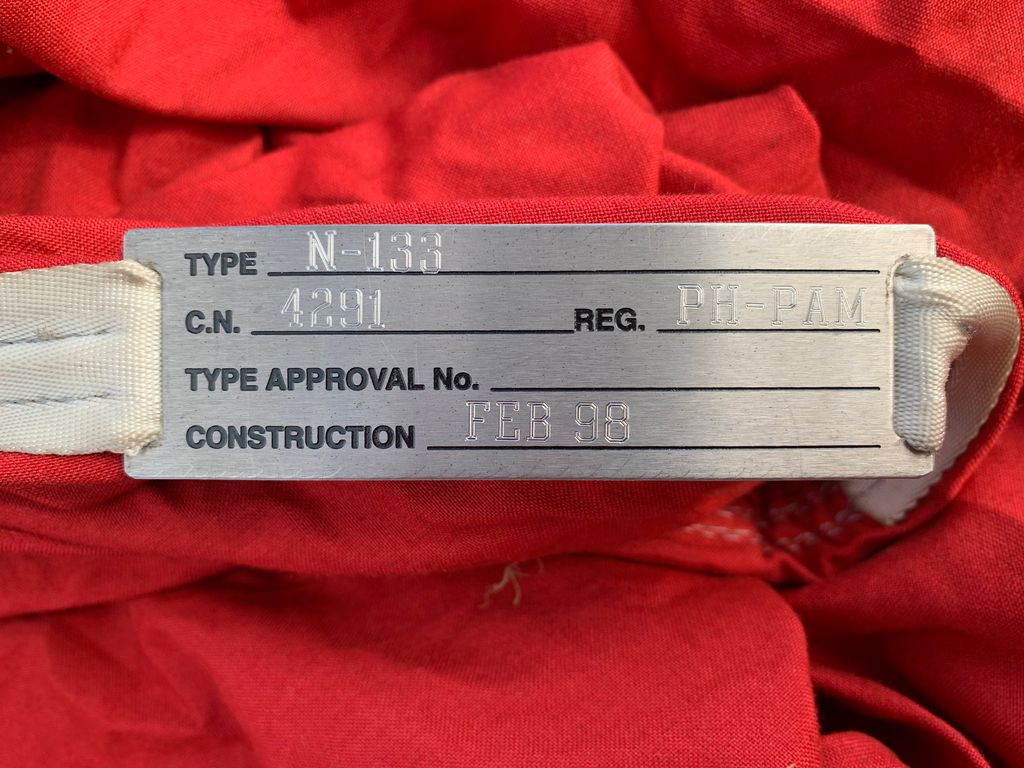 TYPE N-133
C.N. 4291 REG. PH-PAM
TYPE APPROVAL No.
CONSTRUCTION FEB 98